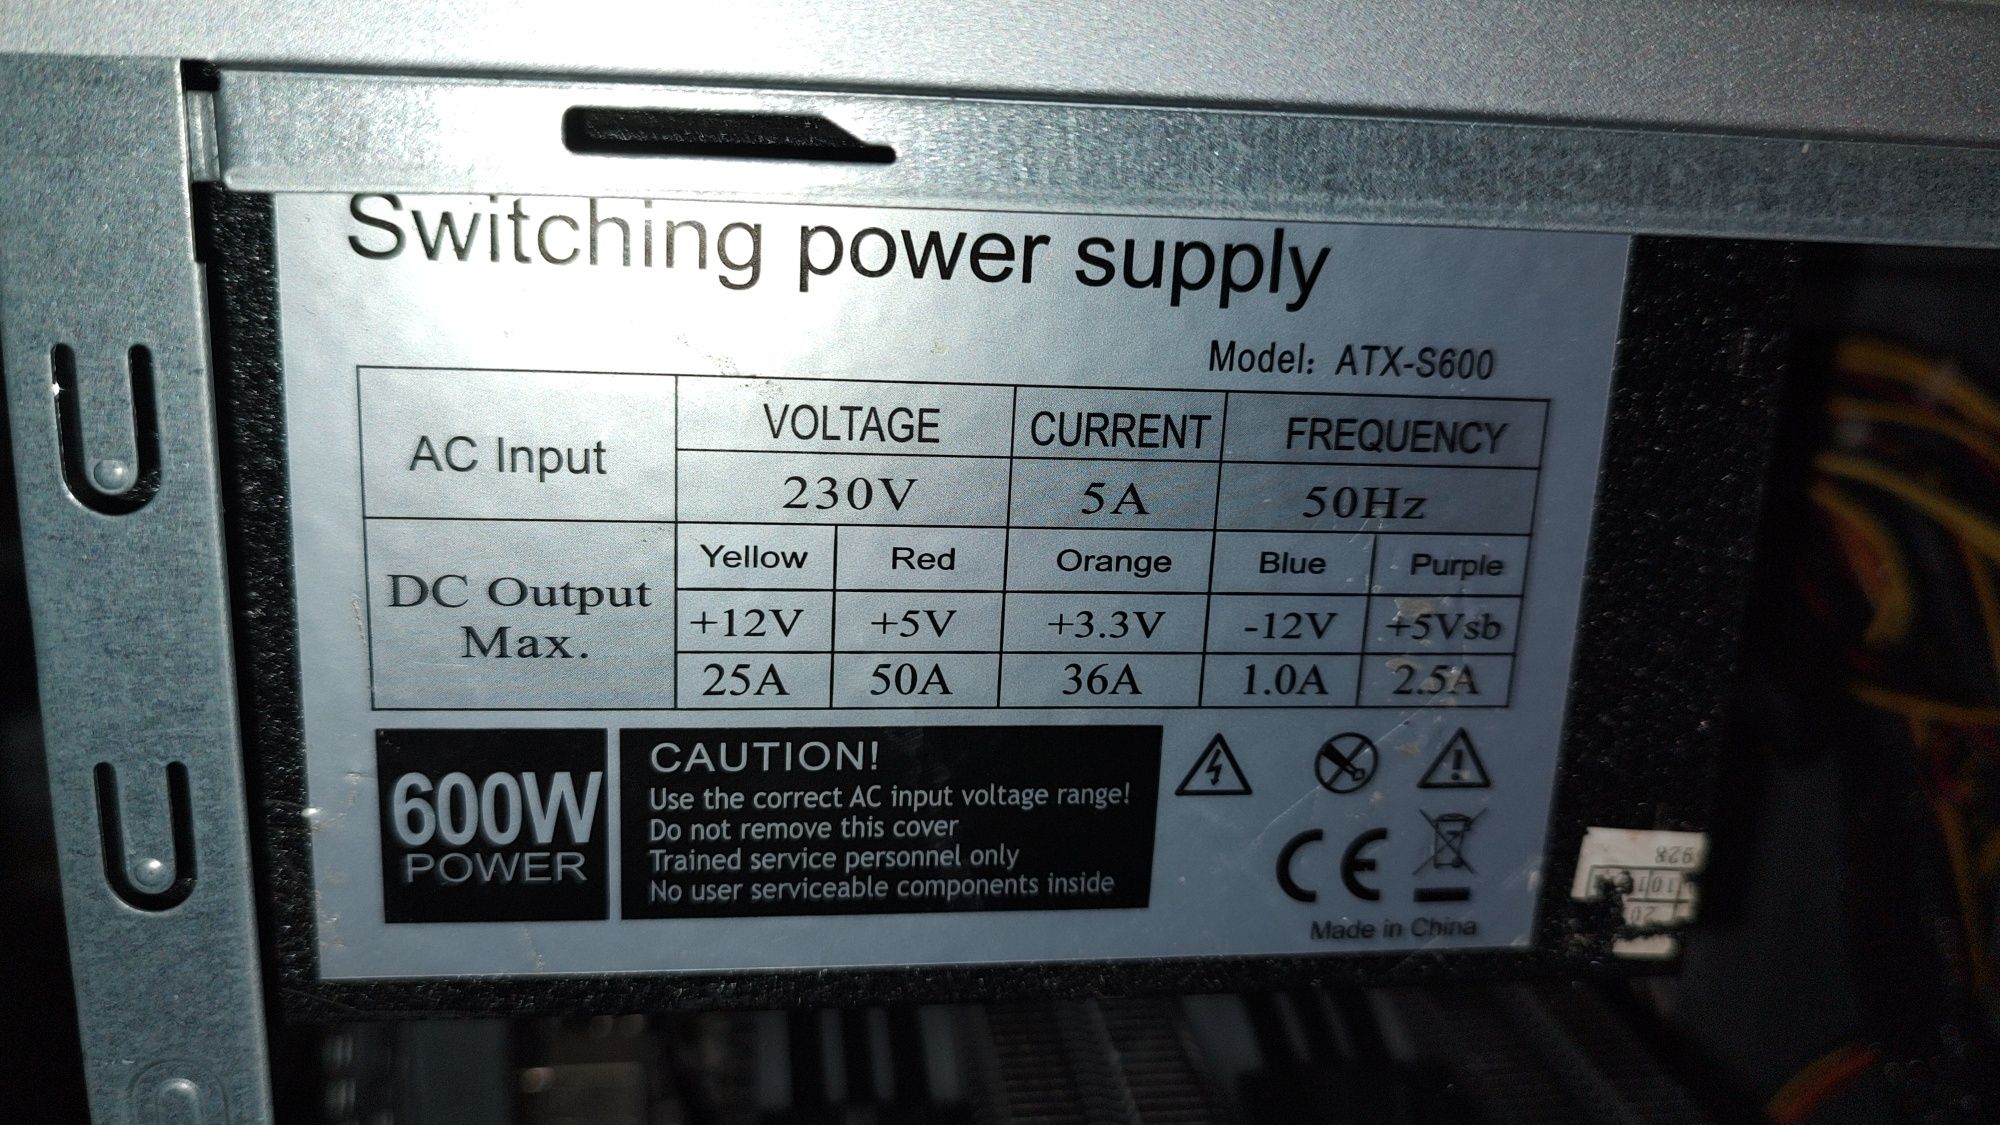 Switching power supply
Model: ATX-S600
AC Input
VOLTAGE CURRENT FREQUENCY
230V 5A 50Hz
DC Output
Max.
Yellow Red Orange Blue Purple
+12V +5V +3.3V -12V +5Vsb
25A 50A 36A 1.0A 2.5A
600W
POWER
CAUTION!
Use the correct AC input voltage range!
Do not remove this cover
Trained service personnel only
No user serviceable components inside
CE
Made in China
928